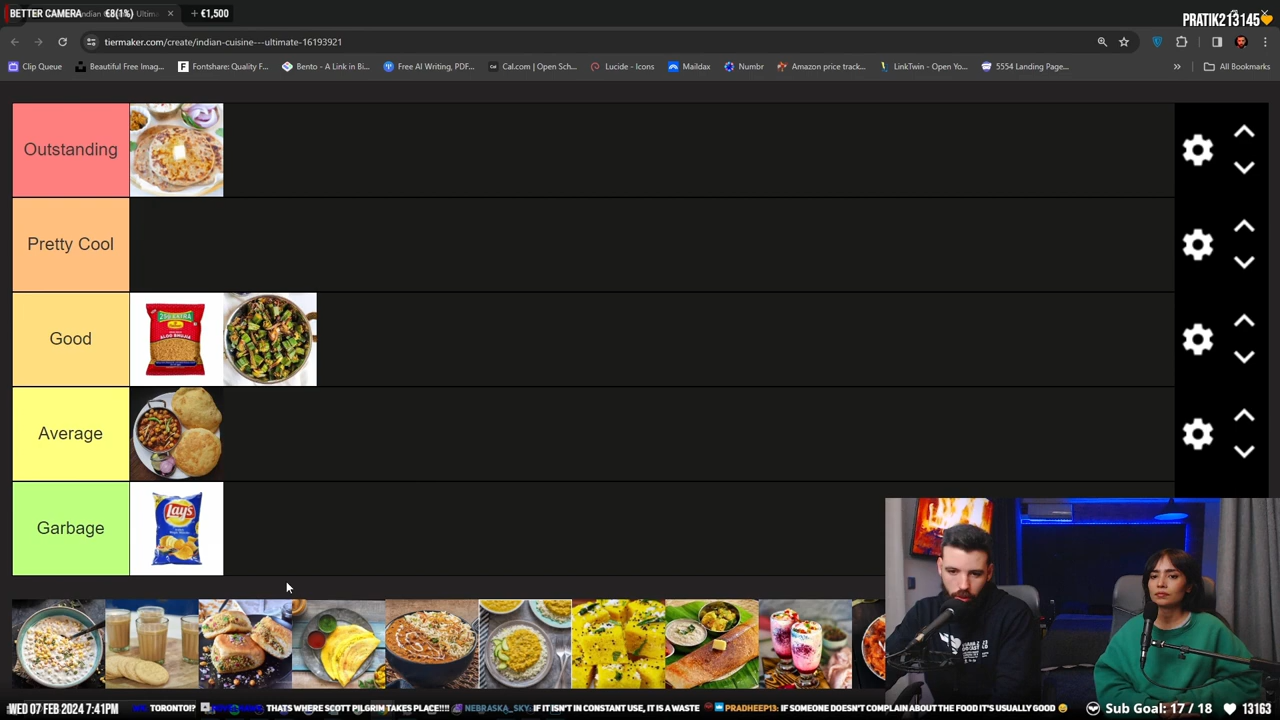 BETTER CAMERA €8(1%) + €1,500
PRATIK213145🧡
tiermaker.com/create/indian-cuisine---ultimate-16193921
Clip Queue Beautiful Free Imag... Fontshare: Quality F... Bento - A Link in Bi... Free AI Writing, PDF... Cal.com | Open Sch... Lucide - Icons Maildax Numbr Amazon price track... LinkTwin - Open Yo... 5554 Landing Page... » All Bookmarks
Outstanding
Pretty Cool
Good
ALOO BHUJIA
Average
Garbage
Lay's
WED 07 FEB 2024 7:41PM TORONTO!? THATS WHERE SCOTT PILGRIM TAKES PLACE!!!! NEBRASKA_SKY: IF IT ISN'T IN CONSTANT USE, IT IS A WASTE PRADHEEP13: IF SOMEONE DOESN'T COMPLAIN ABOUT THE FOOD IT'S USUALLY GOOD Sub Goal: 17 / 18 13163